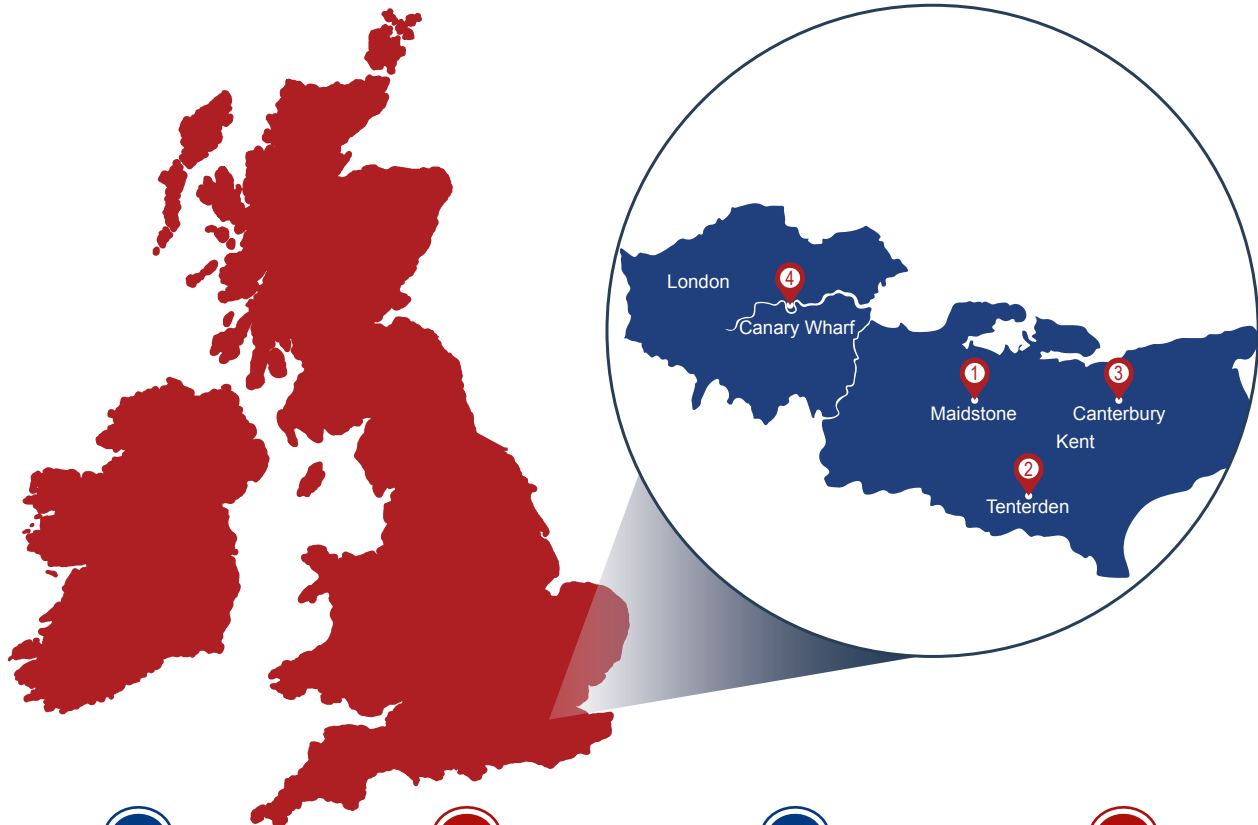 London
4
Canary Wharf
1
3
Maidstone
Canterbury
Kent
2
Tenterden